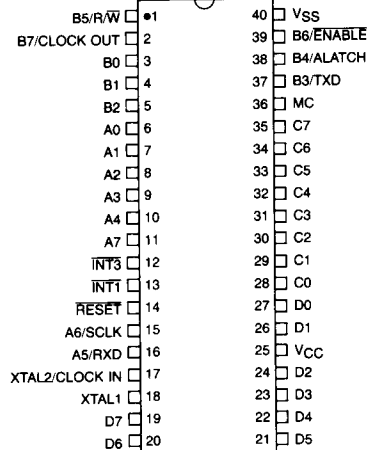 B5/R/W̅ 1 40 VSS
B7/CLOCK OUT 2 39 B6/E̅N̅A̅B̅L̅E̅
B0 3 38 B4/ALATCH
B1 4 37 B3/TXD
B2 5 36 MC
A0 6 35 C7
A1 7 34 C6
A2 8 33 C5
A3 9 32 C4
A4 10 31 C3
A7 11 30 C2
I̅N̅T̅3̅ 12 29 C1
I̅N̅T̅1̅ 13 28 C0
R̅E̅S̅E̅T̅ 14 27 D0
A6/SCLK 15 26 D1
A5/RXD 16 25 VCC
XTAL2/CLOCK IN 17 24 D2
XTAL1 18 23 D3
D7 19 22 D4
D6 20 21 D5